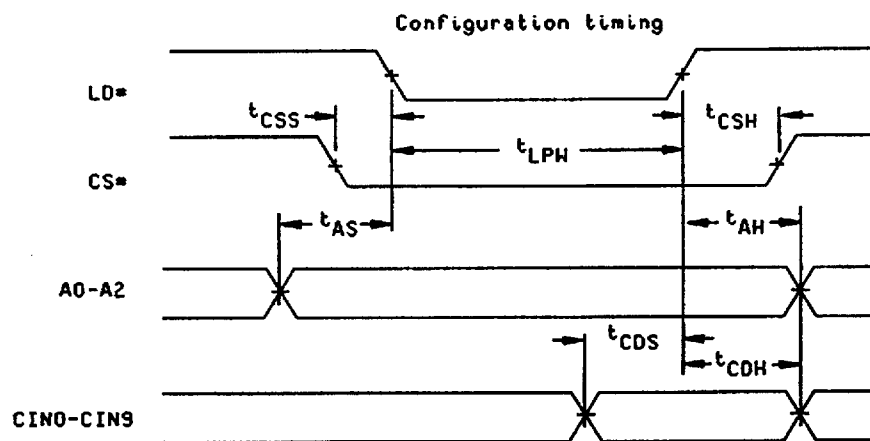 Configuration timing
LD*
tCSS
tCSH
tLPW
CS*
tAS
tAH
A0-A2
tCDS
tCDH
CIN0-CIN9